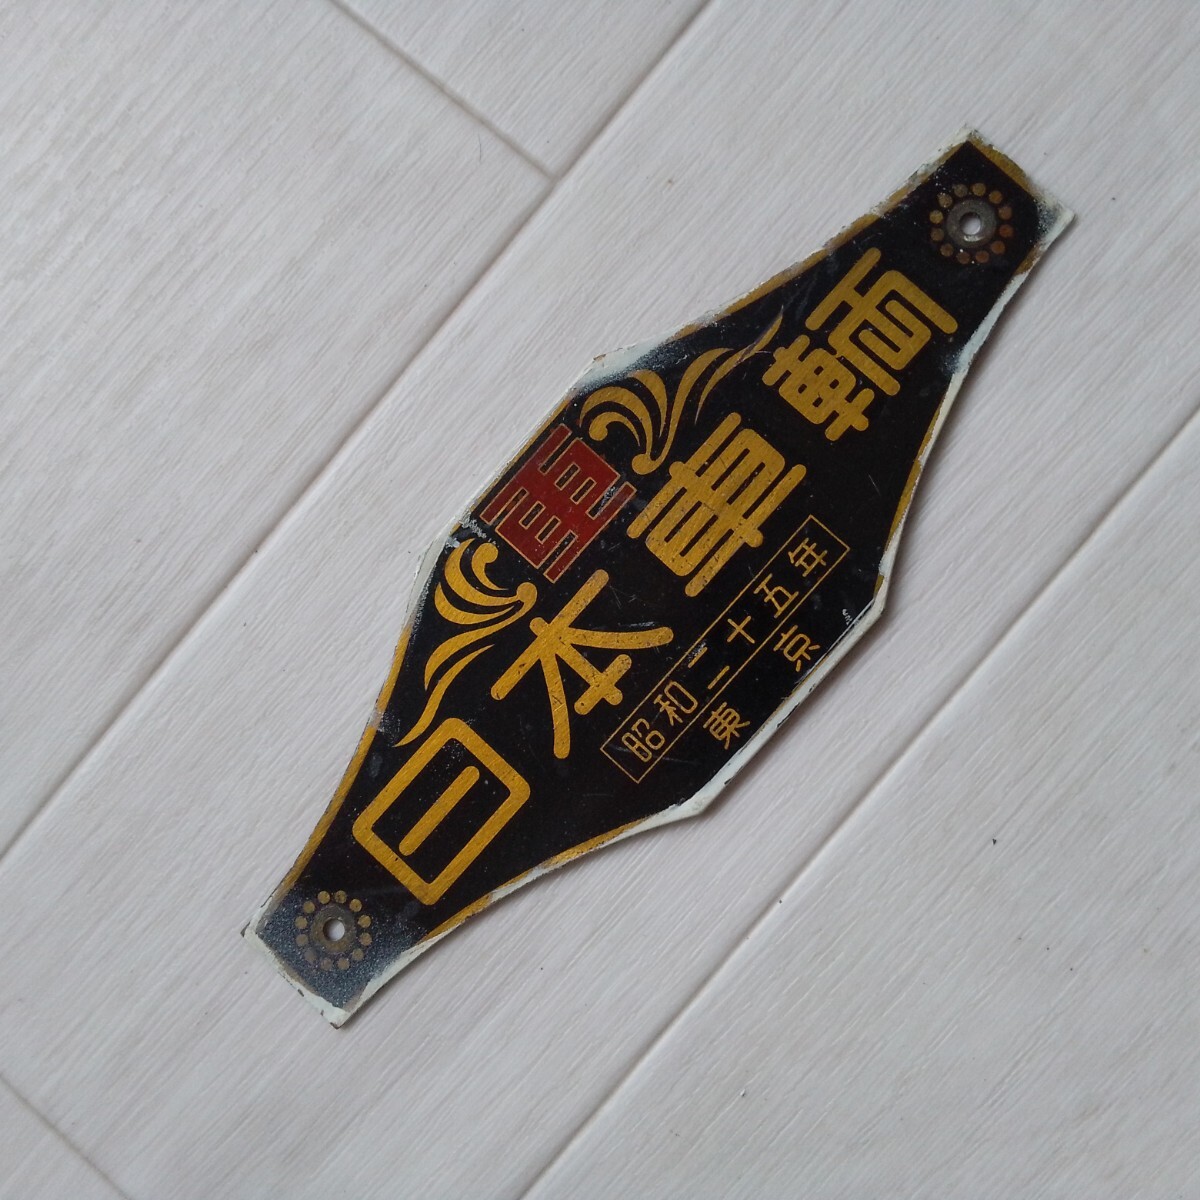 日本車輌
昭和二十五年
東京